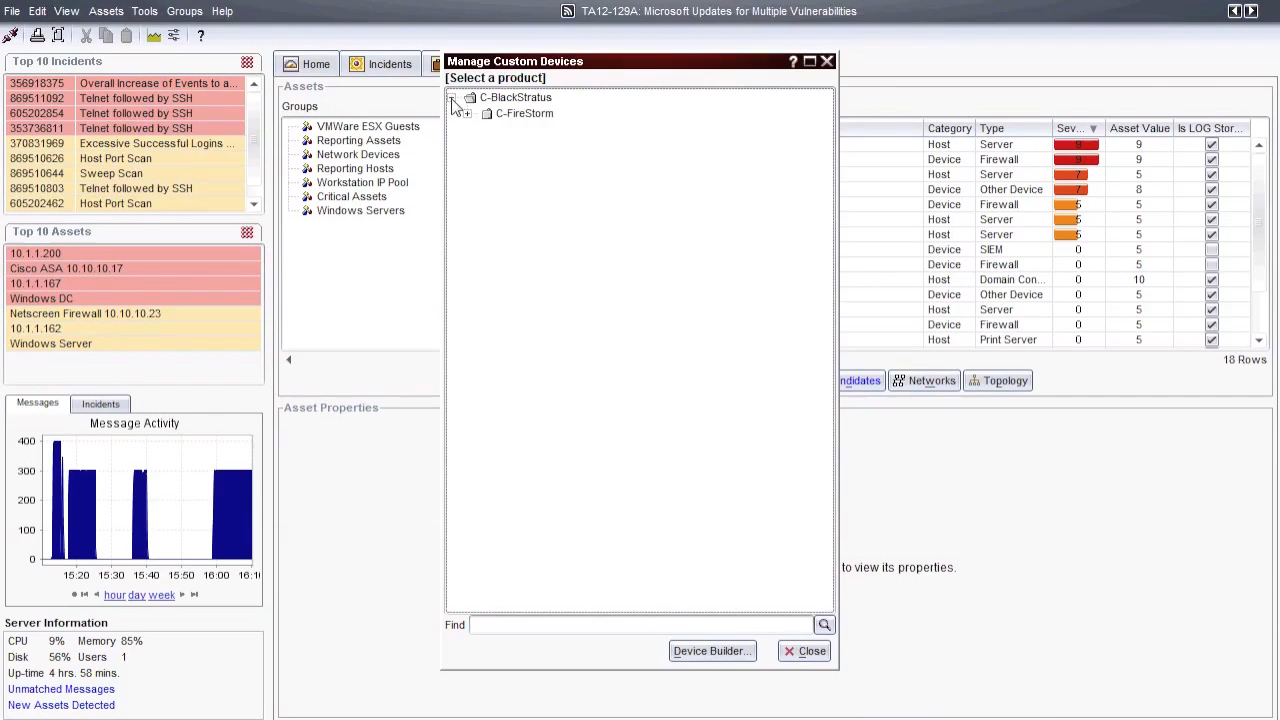 File Edit View Assets Tools Groups Help
TA12-129A: Microsoft Updates for Multiple Vulnerabilities
?
Top 10 Incidents
356918375 Overall Increase of Events to a...
869511092 Telnet followed by SSH
605202854 Telnet followed by SSH
353736811 Telnet followed by SSH
370831969 Excessive Successful Logins ...
869510626 Host Port Scan
869510644 Sweep Scan
869510803 Telnet followed by SSH
605202462 Host Port Scan
Top 10 Assets
10.1.1.200
Cisco ASA 10.10.10.17
10.1.1.167
Windows DC
Netscreen Firewall 10.10.10.23
10.1.1.162
Windows Server
Messages Incidents
Message Activity
400
300
200
100
0
15:20 15:30 15:40 15:50 16:00 16:1
hour day week
Server Information
CPU 9% Memory 85%
Disk 56% Users 1
Up-time 4 hrs. 58 mins.
Unmatched Messages
New Assets Detected
Home Incidents
Assets
Groups
VMWare ESX Guests
Reporting Assets
Network Devices
Reporting Hosts
Workstation IP Pool
Critical Assets
Windows Servers
Asset Properties
Manage Custom Devices ?
[Select a product]
C-BlackStratus
C-FireStorm
Find
Device Builder... Close
Category Type Sev... Asset Value Is LOG Stor...
Host Server 9 9
Device Firewall 9 9
Host Server 7 5
Device Other Device 7 8
Device Firewall 5 5
Host Server 5 5
Host Server 5 5
Device SIEM 0 5
Device Firewall 0 5
Host Domain Con... 0 10
Device Other Device 0 5
Host Server 0 5
Device Firewall 0 5
Host Print Server 0 5
18 Rows
ndidates Networks Topology
to view its properties.